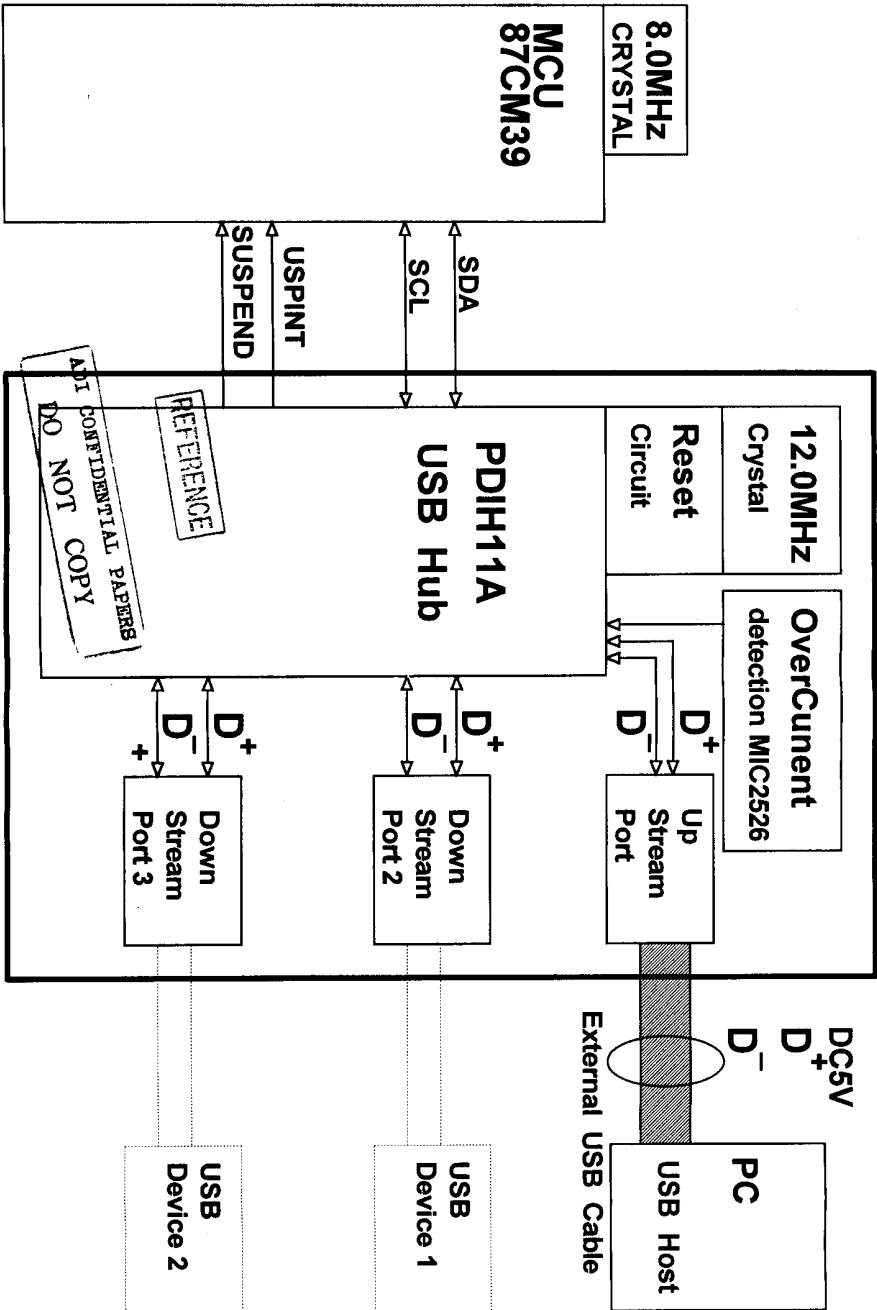 8.0MHz
CRYSTAL
MCU
87CM39
SDA
SCL
USPINT
SUSPEND
12.0MHz
Crystal
Reset
Circuit
OverCunent
detection MIC2526
PDIH11A
USB Hub
REFERENCE
ADI CONFIDENTIAL PAPERS
DO NOT COPY
D+
D-
Up
Stream
Port
D+
D-
Down
Stream
Port 2
D+
D-
+
Down
Stream
Port 3
DC5V
D+
D-
External USB Cable
PC
USB Host
USB
Device 1
USB
Device 2